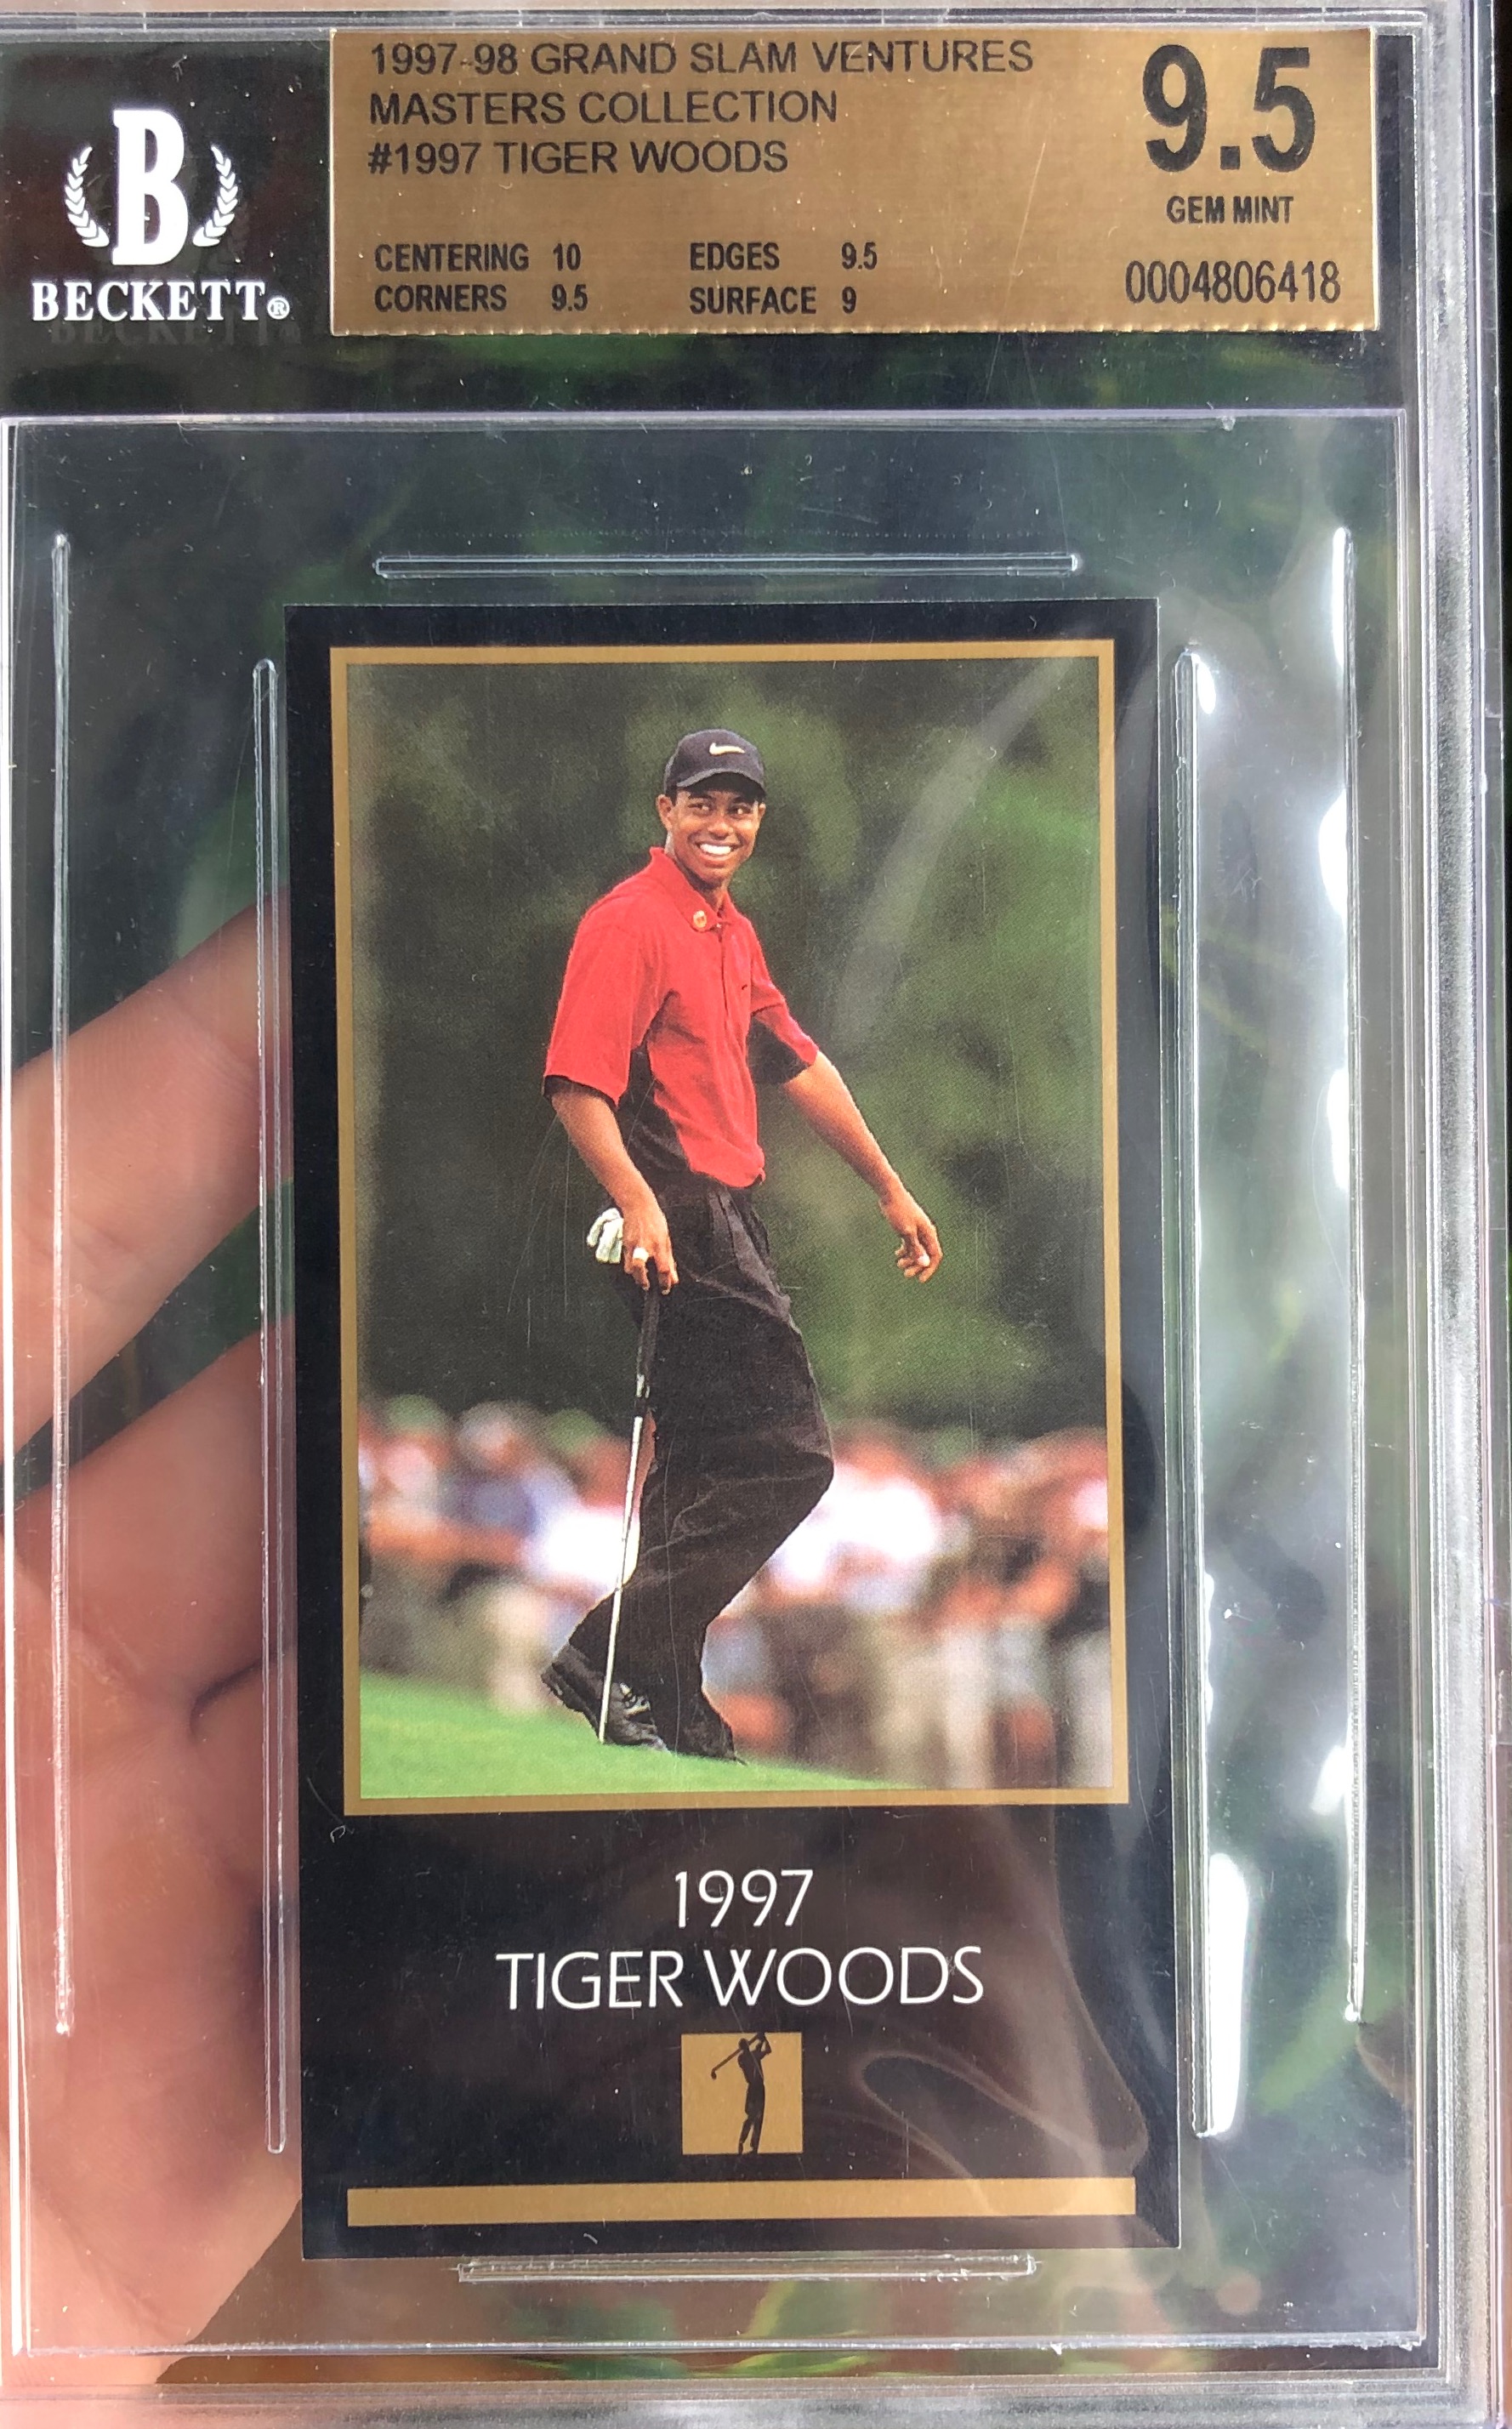 1997-98 GRAND SLAM VENTURES
MASTERS COLLECTION
#1997 TIGER WOODS
9.5
GEM MINT
CENTERING 10 EDGES 9.5
CORNERS 9.5 SURFACE 9
0004806418
B
BECKETT®
1997
TIGER WOODS